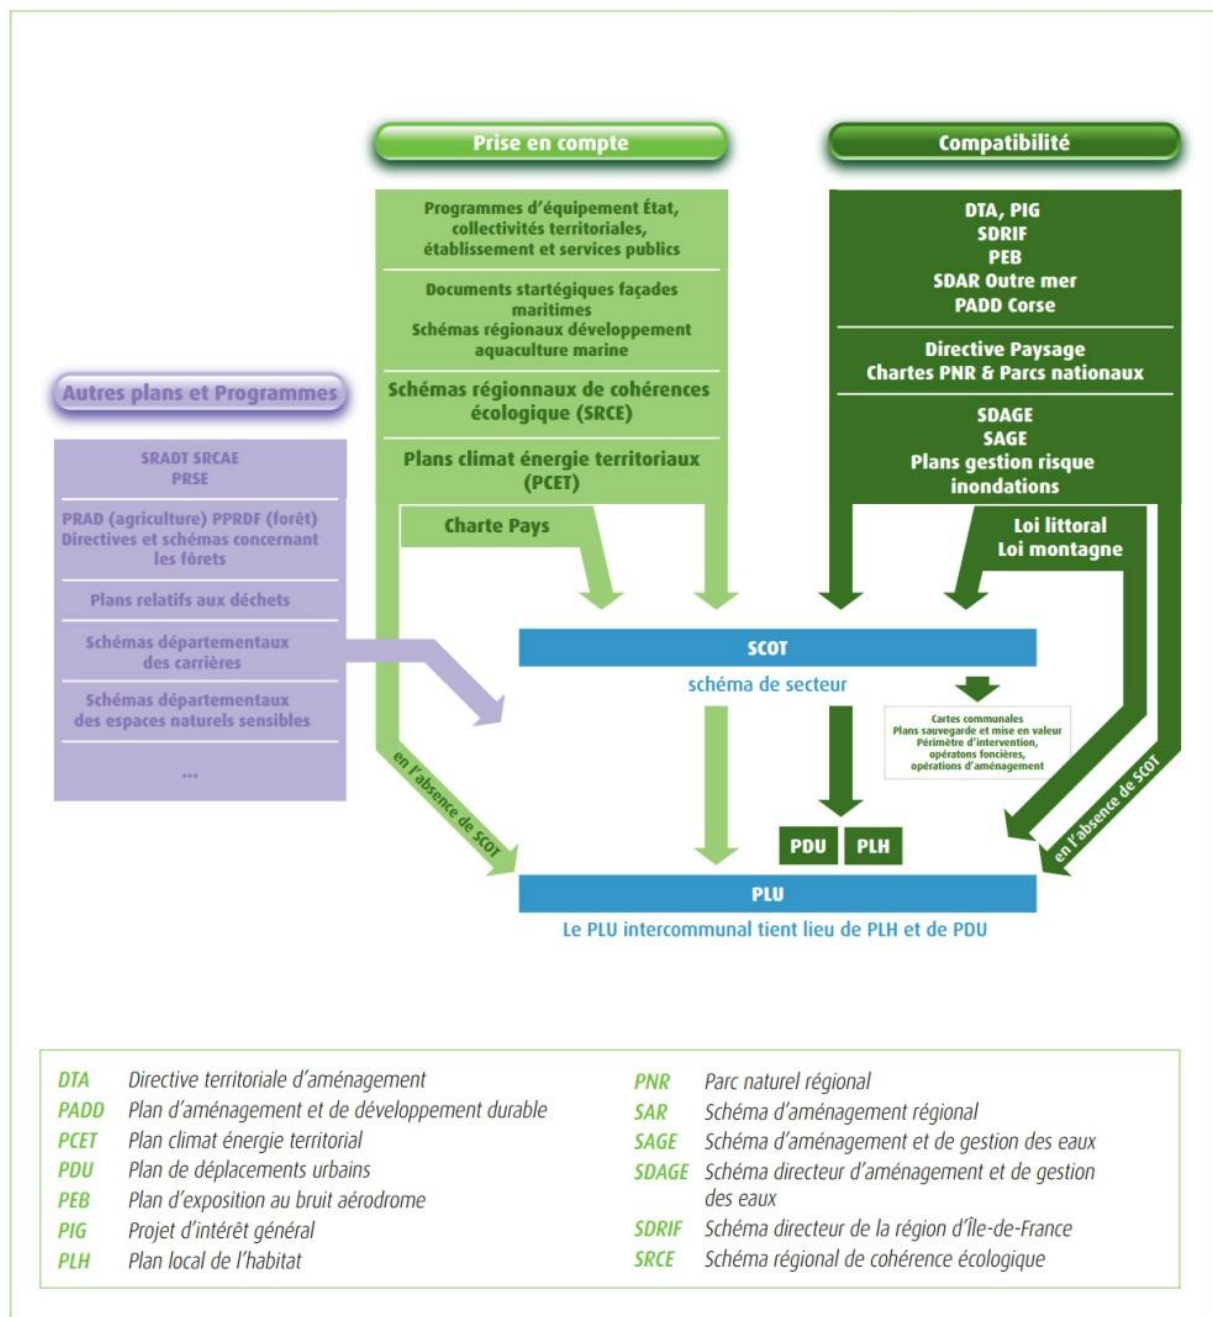 Prise en compte
Programmes d'équipement État,
collectivités territoriales,
établissement et services publics
Documents startégiques façades
maritimes
Schémas régionaux développement
aquaculture marine
Schémas régionnaux de cohérences
écologique (SRCE)
Plans climat énergie territoriaux
(PCET)
Charte Pays
Compatibilité
DTA, PIG
SDRIF
PEB
SDAR Outre mer
PADD Corse
Directive Paysage
Chartes PNR & Parcs nationaux
SDAGE
SAGE
Plans gestion risque
inondations
Loi littoral
Loi montagne
Autres plans et Programmes
SRADT SRCAE
PRSE
PRAD (agriculture) PPRDF (forêt)
Directives et schémas concernant
les fôrets
Plans relatifs aux déchets
Schémas départementaux
des carrières
Schémas départementaux
des espaces naturels sensibles
...
SCOT
schéma de secteur
Cartes communales
Plans sauvegarde et mise en valeur
Périmètre d'intervention,
opératons foncières,
opérations d'aménagement
en l'absence de SCOT
en l'absence de SCOT
PDU
PLH
PLU
Le PLU intercommunal tient lieu de PLH et de PDU
DTA Directive territoriale d'aménagement
PADD Plan d'aménagement et de développement durable
PCET Plan climat énergie territorial
PDU Plan de déplacements urbains
PEB Plan d'exposition au bruit aérodrome
PIG Projet d'intérêt général
PLH Plan local de l'habitat
PNR Parc naturel régional
SAR Schéma d'aménagement régional
SAGE Schéma d'aménagement et de gestion des eaux
SDAGE Schéma directeur d'aménagement et de gestion
des eaux
SDRIF Schéma directeur de la région d'Île-de-France
SRCE Schéma régional de cohérence écologique